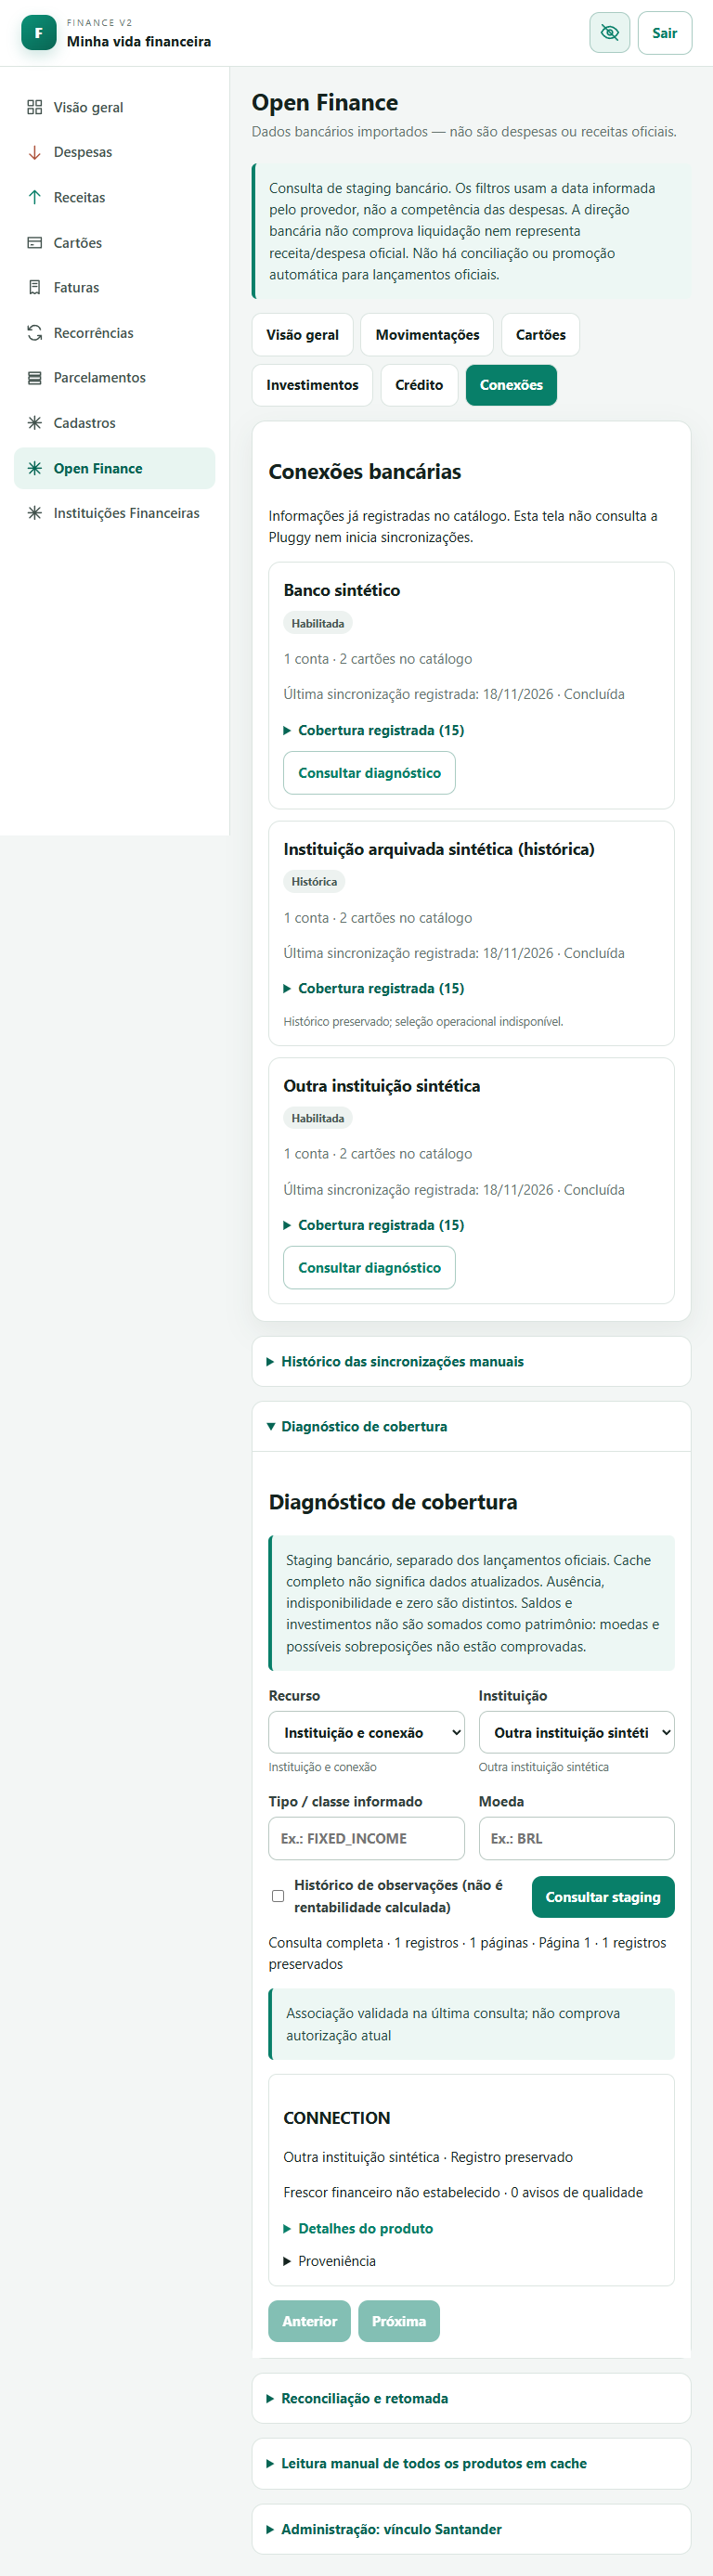 F
FINANCE V2
Minha vida financeira
Sair
Visão geral
Despesas
Receitas
Cartões
Faturas
Recorrências
Parcelamentos
Cadastros
Open Finance
Instituições Financeiras
Open Finance
Dados bancários importados — não são despesas ou receitas oficiais.
Consulta de staging bancário. Os filtros usam a data informada
pelo provedor, não a competência das despesas. A direção
bancária não comprova liquidação nem representa
receita/despesa oficial. Não há conciliação ou promoção
automática para lançamentos oficiais.
Visão geral
Movimentações
Cartões
Investimentos
Crédito
Conexões
Conexões bancárias
Informações já registradas no catálogo. Esta tela não consulta a
Pluggy nem inicia sincronizações.
Banco sintético
Habilitada
1 conta · 2 cartões no catálogo
Última sincronização registrada: 18/11/2026 · Concluída
Cobertura registrada (15)
Consultar diagnóstico
Instituição arquivada sintética (histórica)
Histórica
1 conta · 2 cartões no catálogo
Última sincronização registrada: 18/11/2026 · Concluída
Cobertura registrada (15)
Histórico preservado; seleção operacional indisponível.
Outra instituição sintética
Habilitada
1 conta · 2 cartões no catálogo
Última sincronização registrada: 18/11/2026 · Concluída
Cobertura registrada (15)
Consultar diagnóstico
Histórico das sincronizações manuais
Diagnóstico de cobertura
Diagnóstico de cobertura
Staging bancário, separado dos lançamentos oficiais. Cache
completo não significa dados atualizados. Ausência,
indisponibilidade e zero são distintos. Saldos e
investimentos não são somados como patrimônio: moedas e
possíveis sobreposições não estão comprovadas.
Recurso
Instituição
Instituição e conexão
Outra instituição sintéti
Instituição e conexão
Outra instituição sintética
Tipo / classe informado
Moeda
Ex.: FIXED_INCOME
Ex.: BRL
Histórico de observações (não é
rentabilidade calculada)
Consultar staging
Consulta completa · 1 registros · 1 páginas · Página 1 · 1 registros
preservados
Associação validada na última consulta; não comprova
autorização atual
CONNECTION
Outra instituição sintética · Registro preservado
Frescor financeiro não estabelecido · 0 avisos de qualidade
Detalhes do produto
Proveniência
Anterior
Próxima
Reconciliação e retomada
Leitura manual de todos os produtos em cache
Administração: vínculo Santander